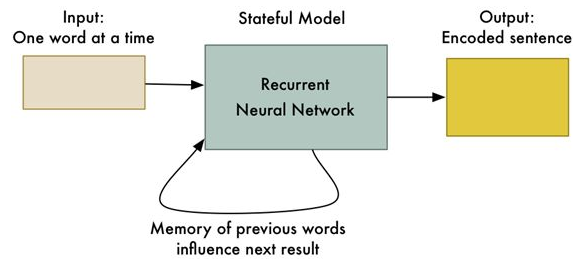 Input:
One word at a time
Stateful Model
Recurrent
Neural Network
Output:
Encoded sentence
Memory of previous words
influence next result